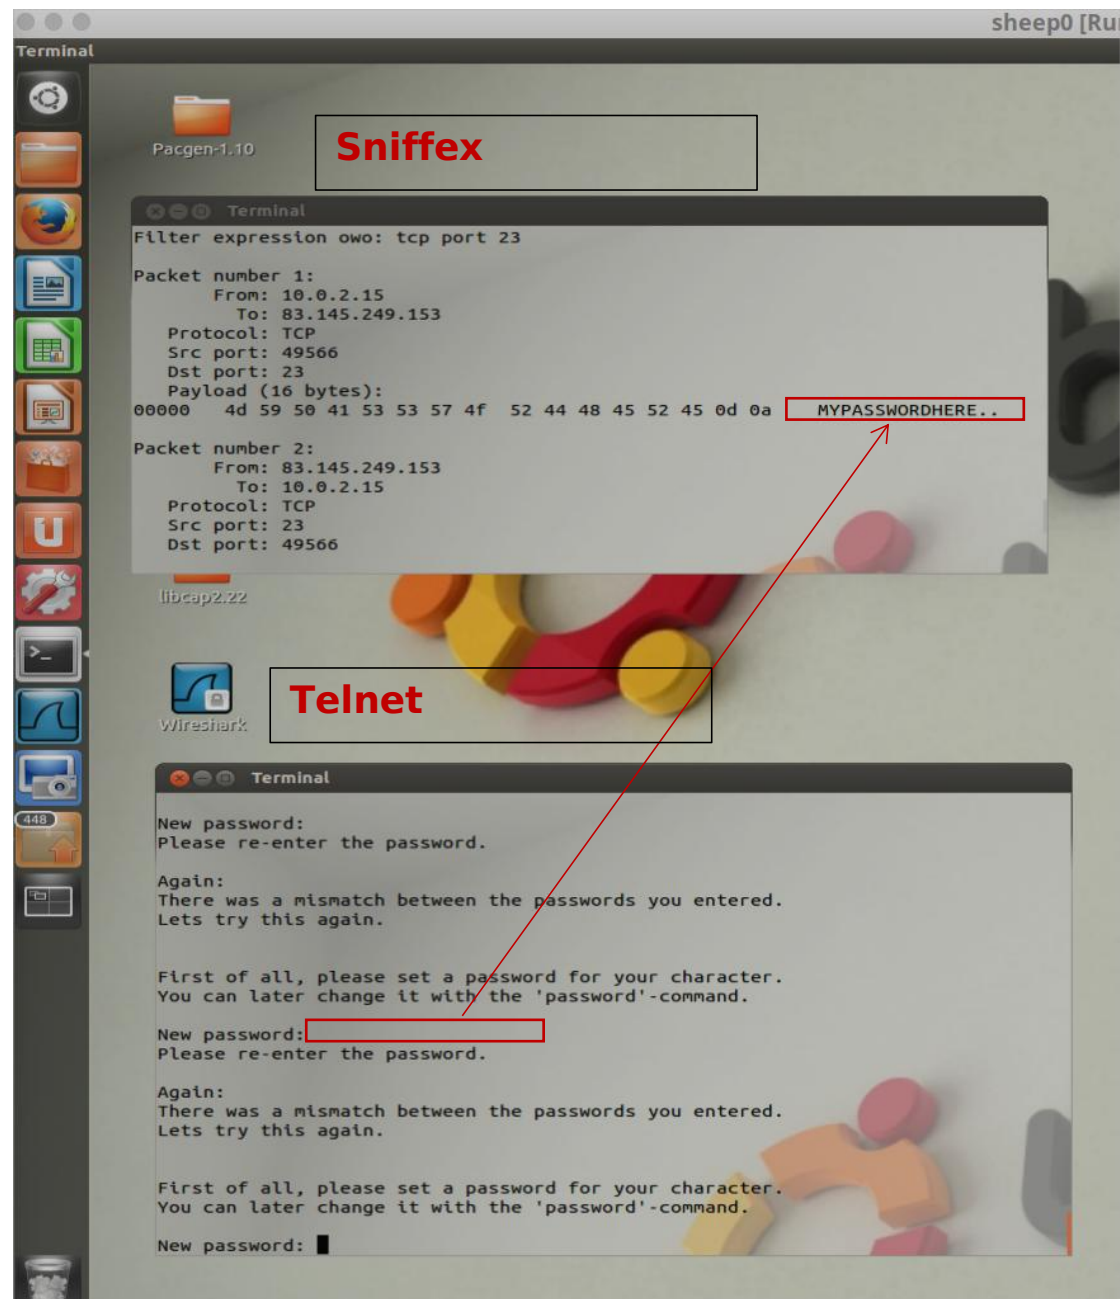 sheep0 [Ru
Terminal
Pacgen-1.10
Sniffex
Terminal
Filter expression owo: tcp port 23
Packet number 1:
From: 10.0.2.15
To: 83.145.249.153
Protocol: TCP
Src port: 49566
Dst port: 23
Payload (16 bytes):
00000 4d 59 50 41 53 53 57 4f 52 44 48 45 52 45 0d 0a MYPASSWORDHERE..
Packet number 2:
From: 83.145.249.153
To: 10.0.2.15
Protocol: TCP
Src port: 23
Dst port: 49566
libcap2.22
Telnet
Wireshark
Terminal
448
New password:
Please re-enter the password.
Again:
There was a mismatch between the passwords you entered.
Lets try this again.
First of all, please set a password for your character.
You can later change it with the 'password'-command.
New password:
Please re-enter the password.
Again:
There was a mismatch between the passwords you entered.
Lets try this again.
First of all, please set a password for your character.
You can later change it with the 'password'-command.
New password: